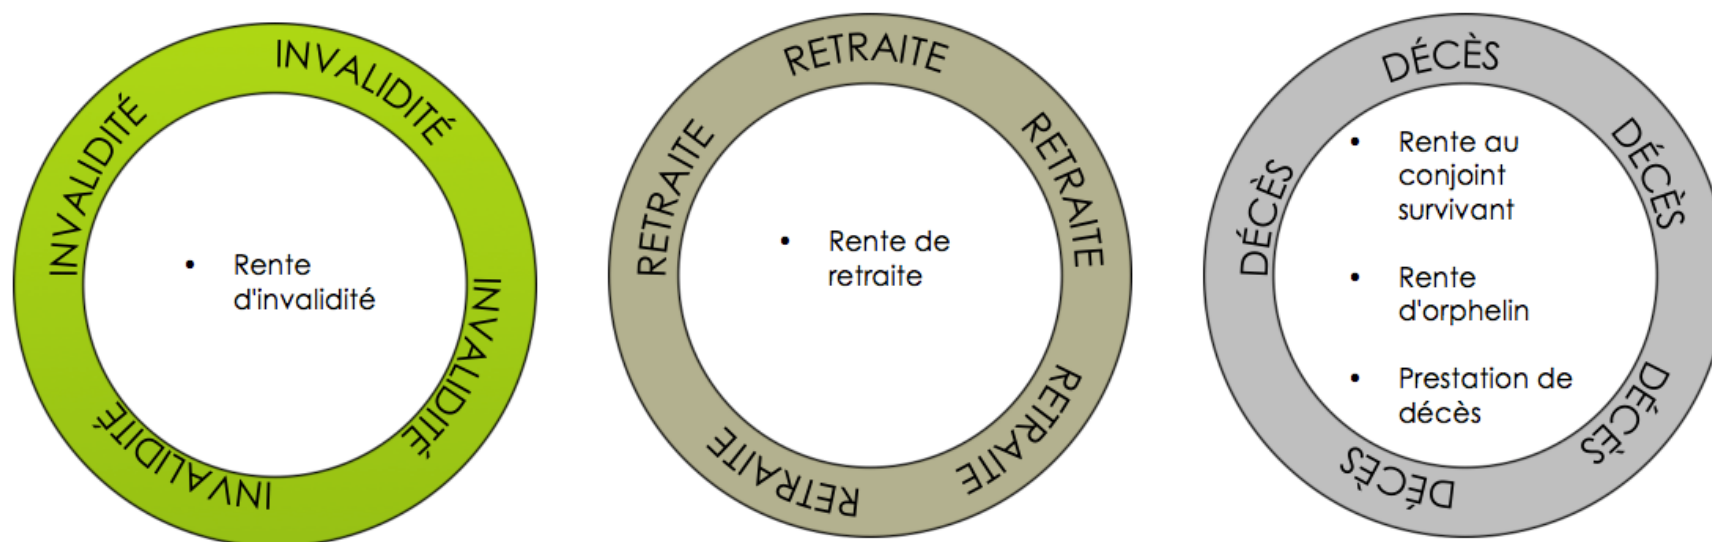 INVALIDITÉ
INVALIDITÉ
INVALIDITÉ
INVALIDITÉ
• Rente
d'invalidité
RETRAITE
RETRAITE
RETRAITE
RETRAITE
RETRAITE
• Rente de
retraite
DÉCÈS
DÉCÈS
DÉCÈS
DÉCÈS
DÉCÈS
• Rente au
conjoint
survivant
• Rente
d'orphelin
• Prestation de
décès